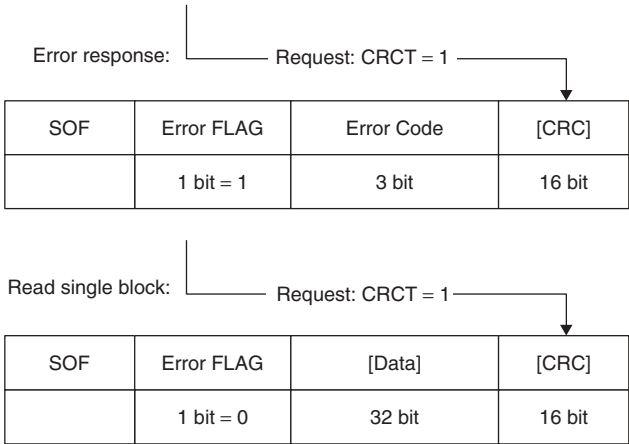 Error response:
Request: CRCT = 1
SOF Error FLAG Error Code [CRC]
1 bit = 1 3 bit 16 bit
Read single block:
Request: CRCT = 1
SOF Error FLAG [Data] [CRC]
1 bit = 0 32 bit 16 bit